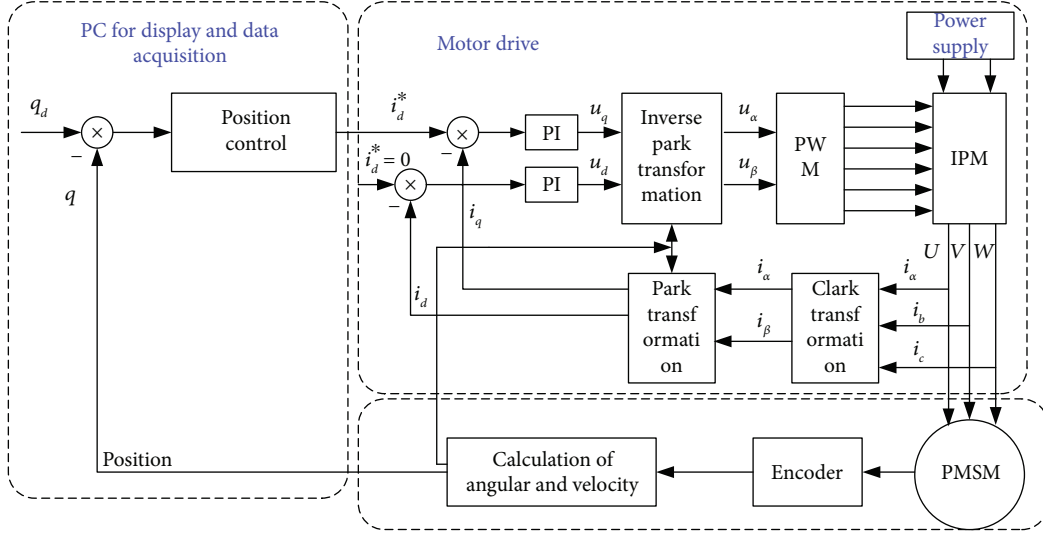 PC for display and data
acquisition
Motor drive
Power
supply
q_d
×
−
q
Position
control
i_d^*
×
−
i_d^* = 0
×
−
PI
PI
u_q
u_d
Inverse
park
transfor
mation
u_α
u_β
PW
M
IPM
U V W
i_q
i_d
Park
transf
ormati
on
i_α
i_β
Clark
transf
ormati
on
i_α
i_b
i_c
Position
Calculation of
angular and velocity
Encoder
PMSM